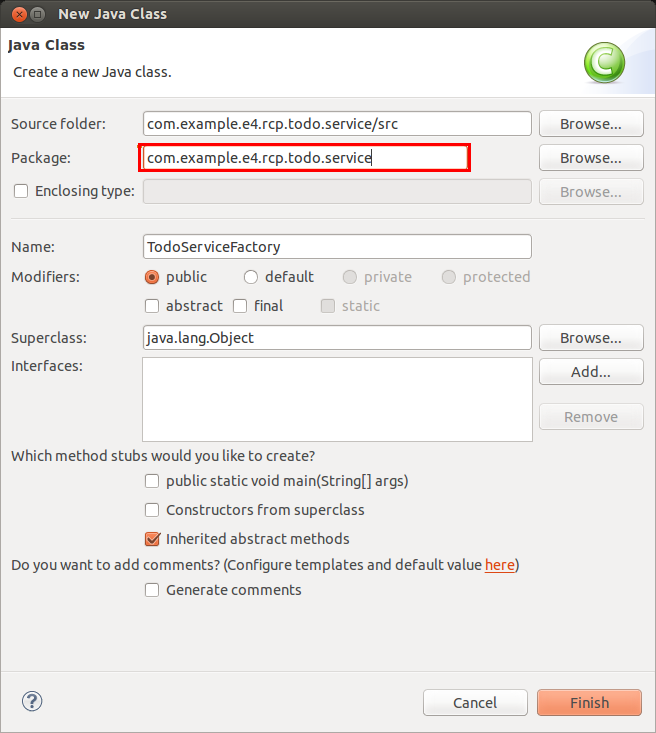 New Java Class
Java Class
Create a new Java class.
C
Source folder: com.example.e4.rcp.todo.service/src Browse...
Package: com.example.e4.rcp.todo.service Browse...
Enclosing type: Browse...
Name: TodoServiceFactory
Modifiers: public default private protected
abstract final static
Superclass: java.lang.Object Browse...
Interfaces: Add...
Remove
Which method stubs would you like to create?
public static void main(String[] args)
Constructors from superclass
Inherited abstract methods
Do you want to add comments? (Configure templates and default value here)
Generate comments
? Cancel Finish